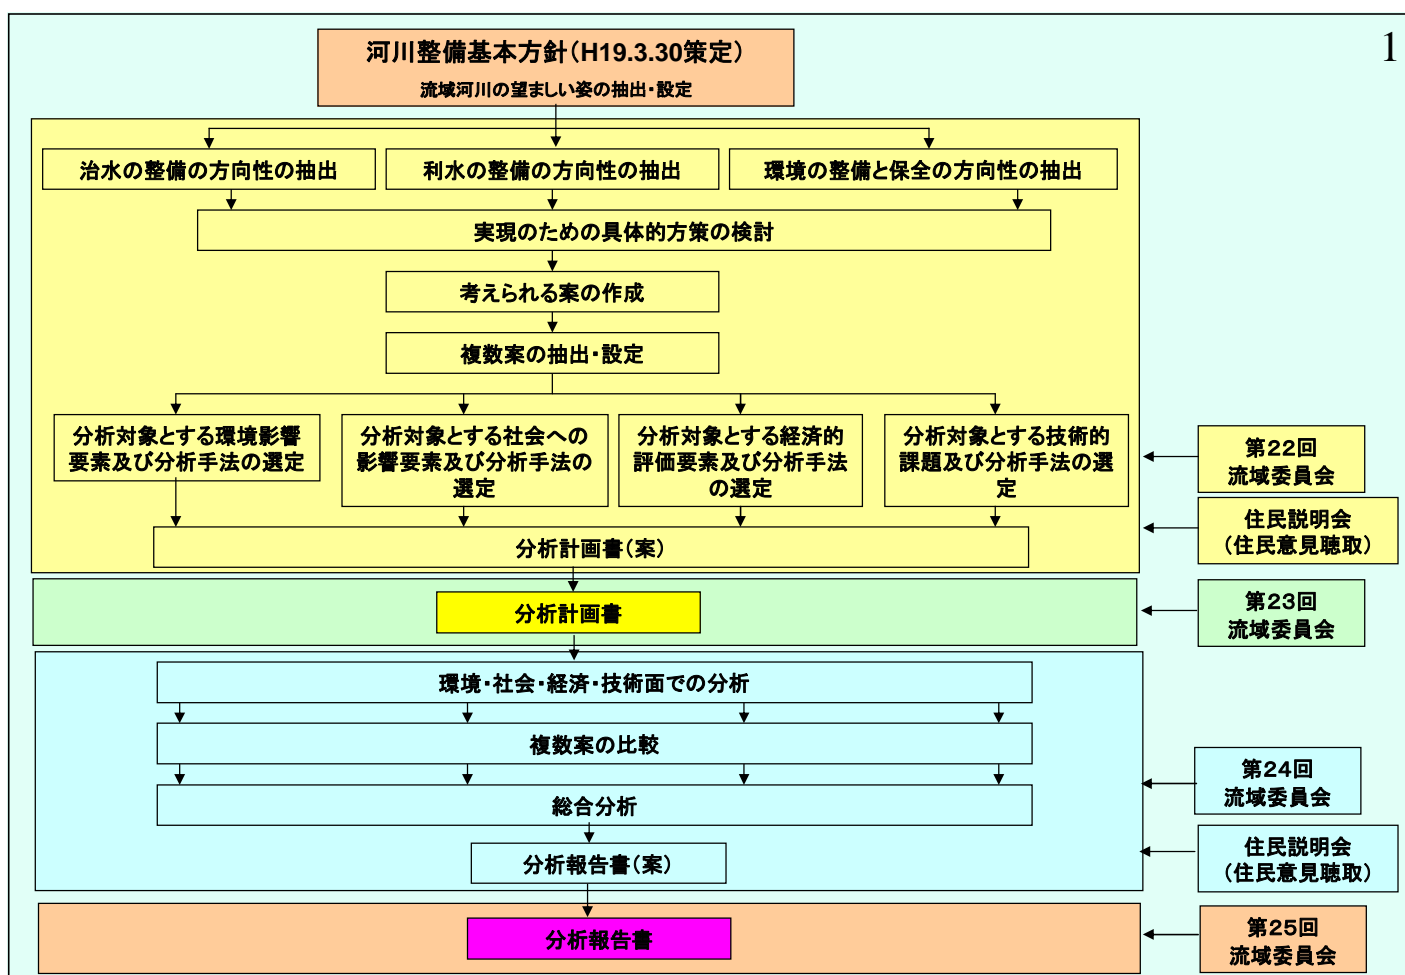 1
河川整備基本方針(H19.3.30策定)
流域河川の望ましい姿の抽出・設定
治水の整備の方向性の抽出
利水の整備の方向性の抽出
環境の整備と保全の方向性の抽出
実現のための具体的方策の検討
考えられる案の作成
複数案の抽出・設定
分析対象とする環境影響
要素及び分析手法の選定
分析対象とする社会への
影響要素及び分析手法の
選定
分析対象とする経済的
評価要素及び分析手法
の選定
分析対象とする技術的
課題及び分析手法の選
定
第22回
流域委員会
住民説明会
(住民意見聴取)
分析計画書(案)
分析計画書
第23回
流域委員会
環境・社会・経済・技術面での分析
複数案の比較
第24回
流域委員会
総合分析
分析報告書(案)
住民説明会
(住民意見聴取)
分析報告書
第25回
流域委員会